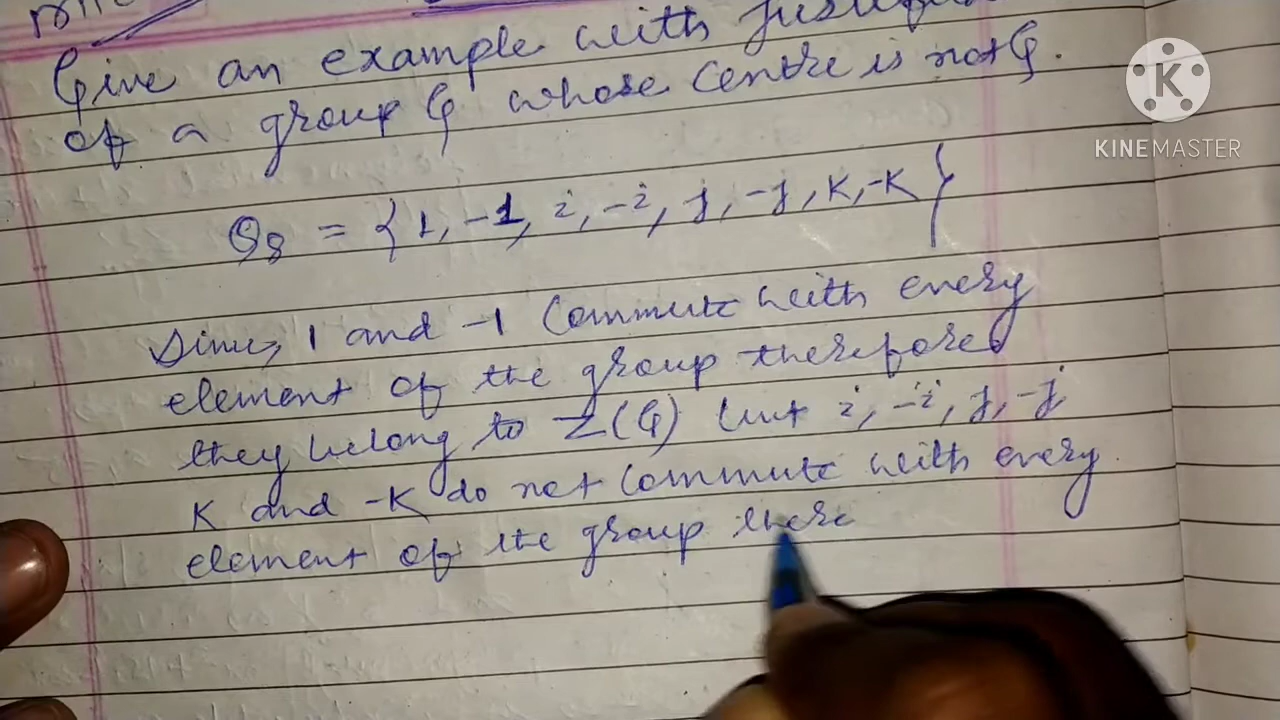 Give an example with
of a group G whose centre is not G.
K
KINEMASTER
Q8 = {1, -1, i, -i, j, -j, K, -K}
Since, 1 and -1 Commute with every
element of the group therefore
they belong to Z(G) but i, -i, j, -j,
K and -K do not commute with every
element of the group there